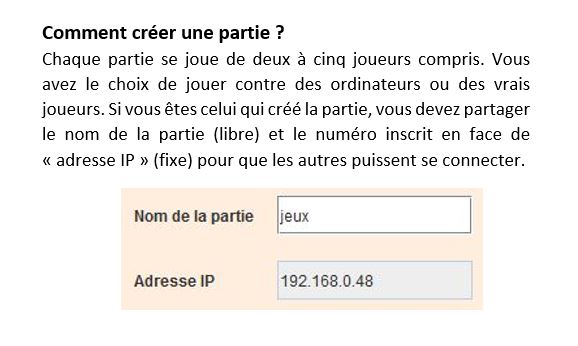 Comment créer une partie ?
Chaque partie se joue de deux à cinq joueurs compris. Vous
avez le choix de jouer contre des ordinateurs ou des vrais
joueurs. Si vous êtes celui qui créé la partie, vous devez partager
le nom de la partie (libre) et le numéro inscrit en face de
« adresse IP » (fixe) pour que les autres puissent se connecter.
Nom de la partie jeux
Adresse IP 192.168.0.48